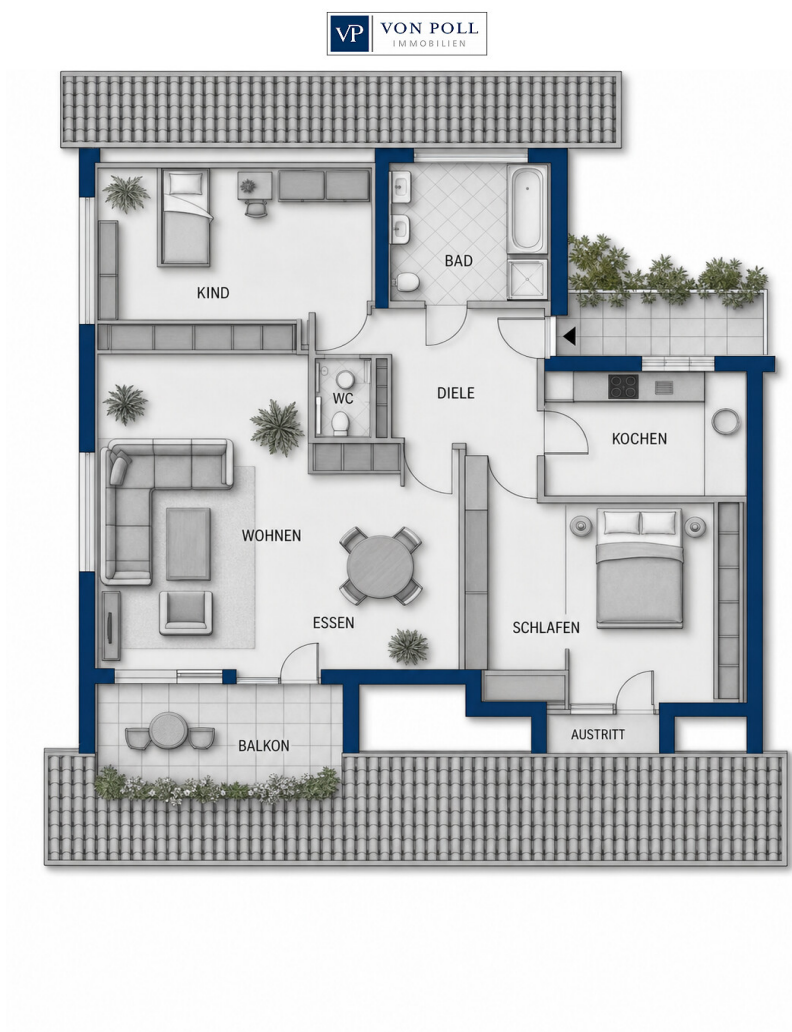 VP VON POLL
IMMOBILIEN
BAD
KIND
DIELE
WC
KOCHEN
WOHNEN
ESSEN
SCHLAFEN
AUSTRITT
BALKON